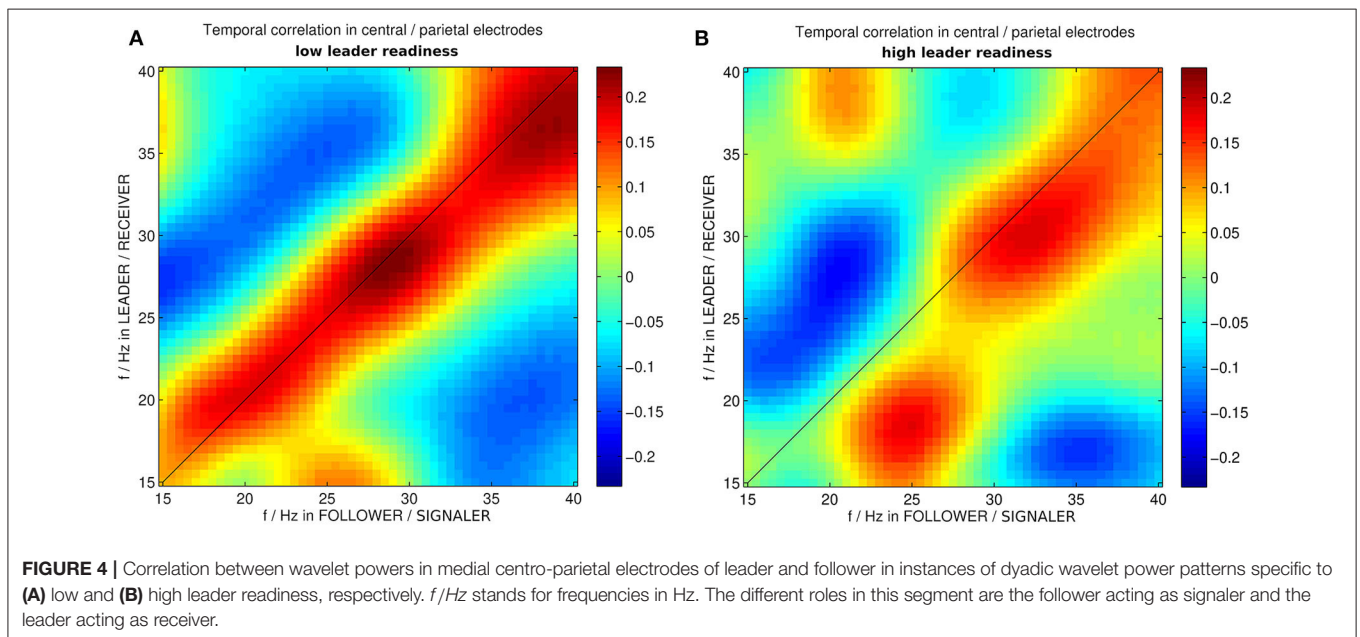 A
Temporal correlation in central / parietal electrodes
low leader readiness
40
35
30
25
20
15
f / Hz in LEADER / RECEIVER
15 20 25 30 35 40
f / Hz in FOLLOWER / SIGNALER
0.2
0.15
0.1
0.05
0
−0.05
−0.1
−0.15
−0.2
B
Temporal correlation in central / parietal electrodes
high leader readiness
40
35
30
25
20
15
f / Hz in LEADER / RECEIVER
15 20 25 30 35 40
f / Hz in FOLLOWER / SIGNALER
0.2
0.15
0.1
0.05
0
−0.05
−0.1
−0.15
−0.2
FIGURE 4 | Correlation between wavelet powers in medial centro-parietal electrodes of leader and follower in instances of dyadic wavelet power patterns specific to
(A) low and (B) high leader readiness, respectively. f/Hz stands for frequencies in Hz. The different roles in this segment are the follower acting as signaler and the
leader acting as receiver.